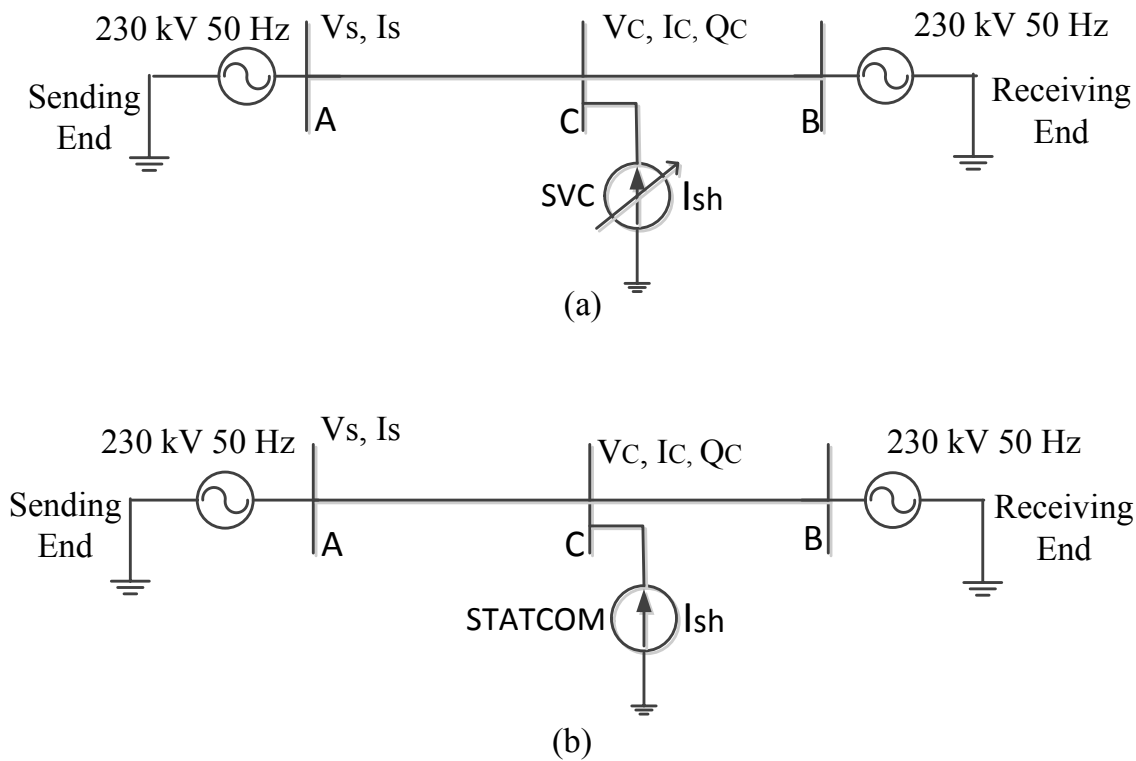 230 kV 50 Hz
Vs, Is
Vc, Ic, Qc
230 kV 50 Hz
Sending
End
A
C
B
Receiving
End
SVC
Ish
(a)
230 kV 50 Hz
Vs, Is
Vc, Ic, Qc
230 kV 50 Hz
Sending
End
A
C
B
Receiving
End
STATCOM
Ish
(b)